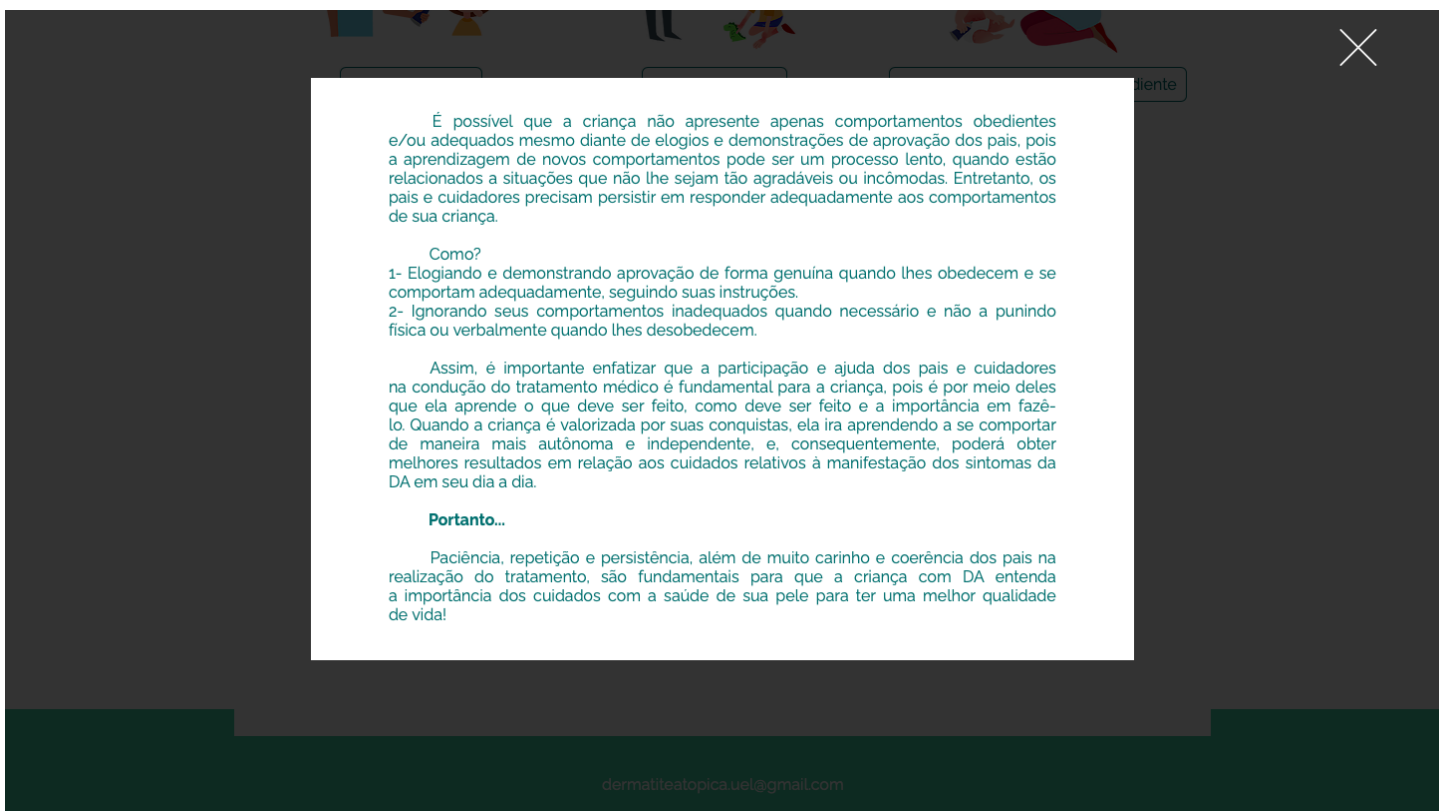 diente
É possível que a criança não apresente apenas comportamentos obedientes
e/ou adequados mesmo diante de elogios e demonstrações de aprovação dos pais, pois
a aprendizagem de novos comportamentos pode ser um processo lento, quando estão
relacionados a situações que não lhe sejam tão agradáveis ou incômodas. Entretanto, os
pais e cuidadores precisam persistir em responder adequadamente aos comportamentos
de sua criança.
Como?
1- Elogiando e demonstrando aprovação de forma genuína quando lhes obedecem e se
comportam adequadamente, seguindo suas instruções.
2- Ignorando seus comportamentos inadequados quando necessário e não a punindo
física ou verbalmente quando lhes desobedecem.
Assim, é importante enfatizar que a participação e ajuda dos pais e cuidadores
na condução do tratamento médico é fundamental para a criança, pois é por meio deles
que ela aprende o que deve ser feito, como deve ser feito e a importância em fazê-
lo. Quando a criança é valorizada por suas conquistas, ela ira aprendendo a se comportar
de maneira mais autônoma e independente, e, consequentemente, poderá obter
melhores resultados em relação aos cuidados relativos à manifestação dos sintomas da
DA em seu dia a dia.
Portanto...
Paciência, repetição e persistência, além de muito carinho e coerência dos pais na
realização do tratamento, são fundamentais para que a criança com DA entenda
a importância dos cuidados com a saúde de sua pele para ter uma melhor qualidade
de vida!
dermatiteatopica.uel@gmail.com